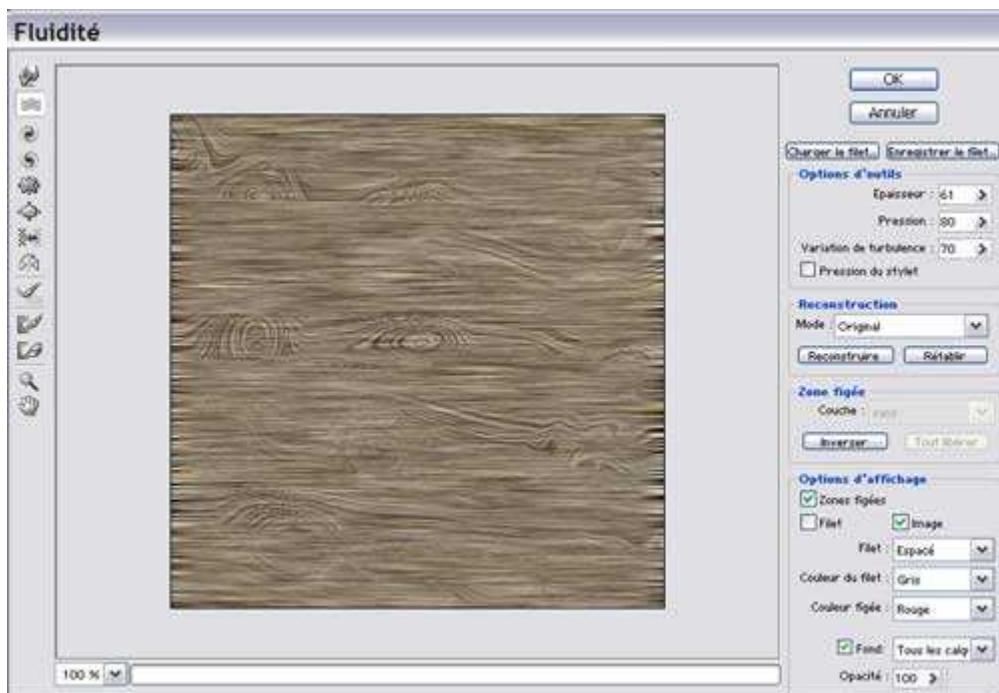 Fluidité
OK
Annuler
Charger le filet... Enregistrer le filet...
Options d'outils
Epaisseur : 61
Pression : 80
Variation de turbulence : 70
Pression du stylet
Reconstruction
Mode : Original
Reconstruire Rétablir
Zone figée
Couche :
Inverser Tout libérer
Options d'affichage
Zones figées
Filet Image
Filet : Espacé
Couleur du filet : Gris
Couleur figée : Rouge
Fond: Tous les calq
Opacité : 100
100 %